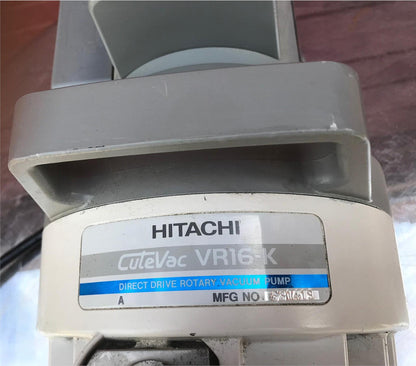 HITACHI
CuteVac VR16-K
DIRECT DRIVE ROTARY VACUUM PUMP
A MFG NO.